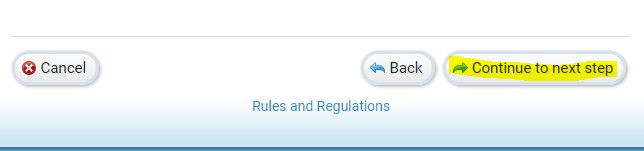 Cancel Back Continue to next step
Rules and Regulations